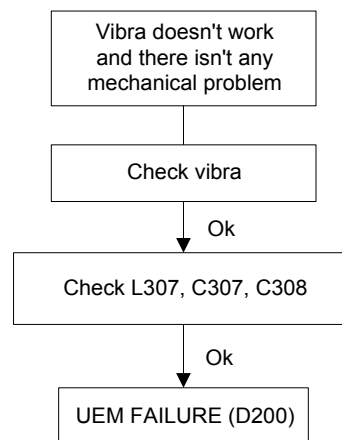 Vibra doesn't work
and there isn't any
mechanical problem
Check vibra
Ok
Check L307, C307, C308
Ok
UEM FAILURE (D200)